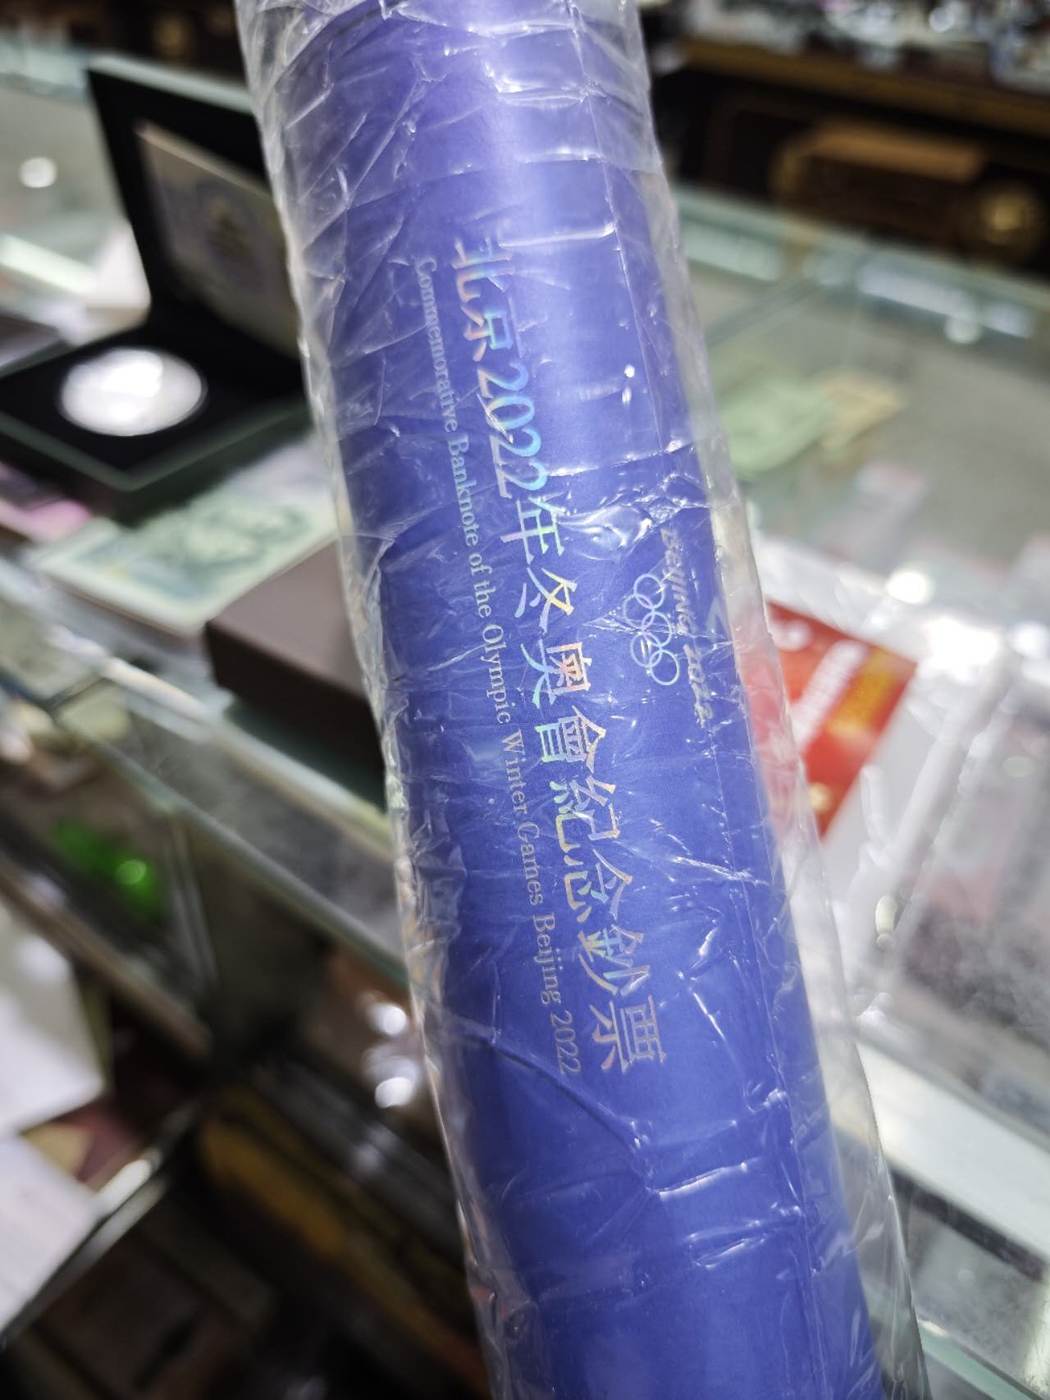 北京2022年冬奧會紀念鈔票
Commemorative Banknote of the Olympic Winter Games Beijing 2022
BEIJING 2022